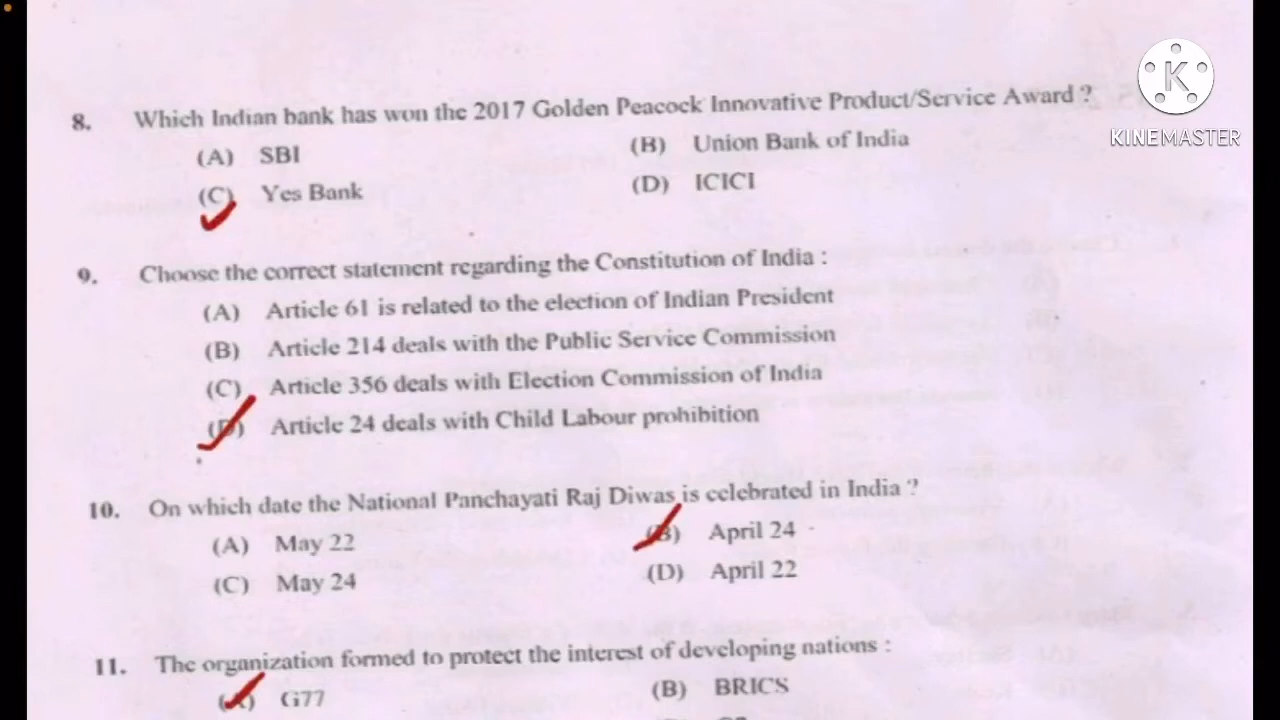 K
KINEMASTER
8. Which Indian bank has won the 2017 Golden Peacock Innovative Product/Service Award ?
(A) SBI (B) Union Bank of India
(C) Yes Bank (D) ICICI
9. Choose the correct statement regarding the Constitution of India :
(A) Article 61 is related to the election of Indian President
(B) Article 214 deals with the Public Service Commission
(C) Article 356 deals with Election Commission of India
(D) Article 24 deals with Child Labour prohibition
10. On which date the National Panchayati Raj Diwas is celebrated in India ?
(A) May 22 (B) April 24
(C) May 24 (D) April 22
11. The organization formed to protect the interest of developing nations :
(A) G77 (B) BRICS